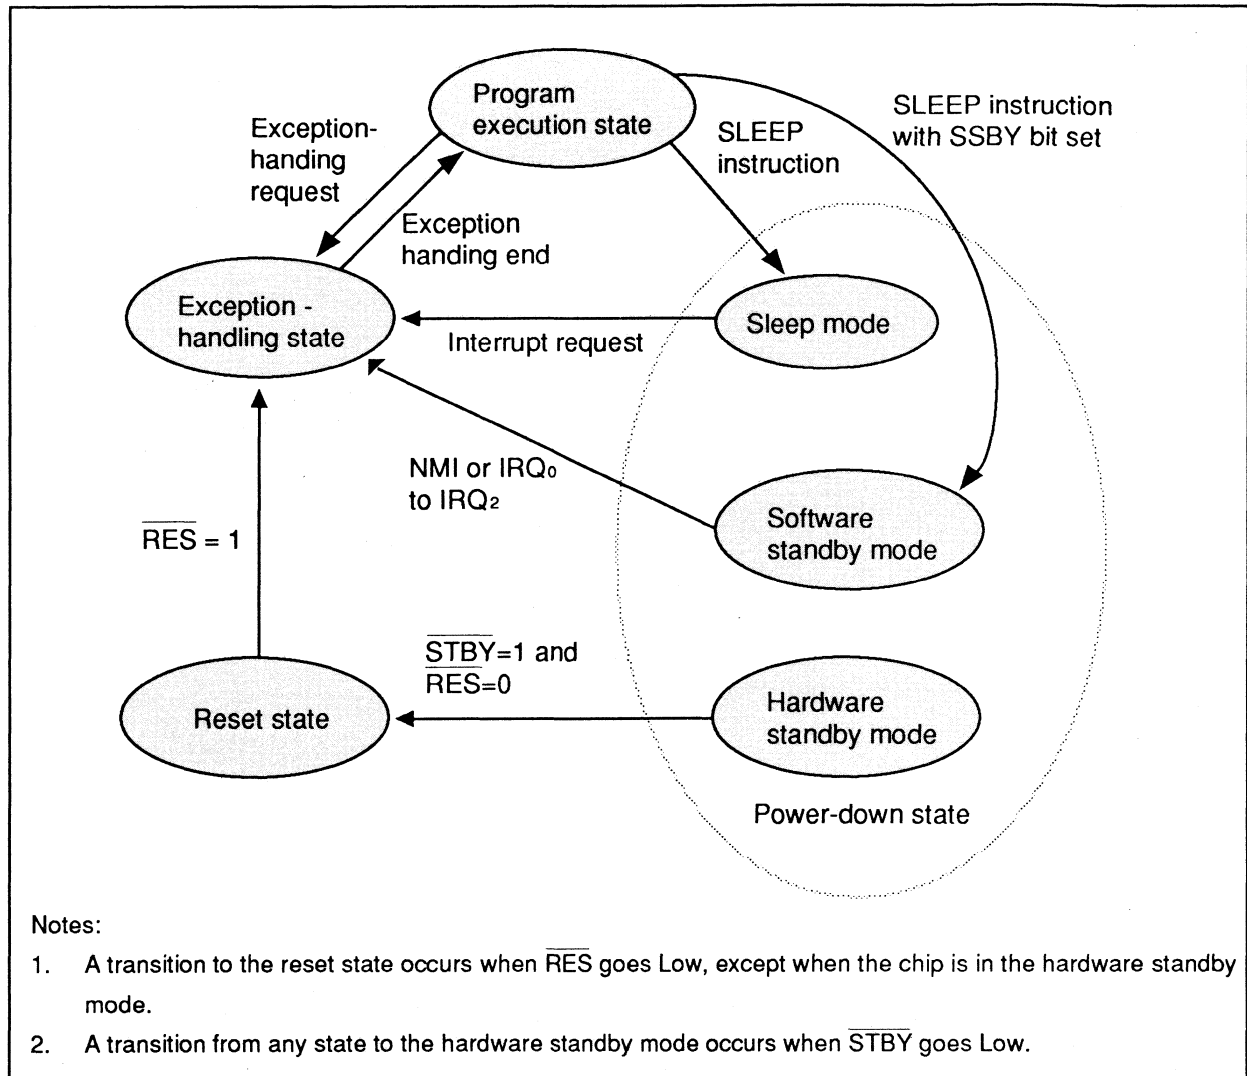 Program
execution state
SLEEP instruction
with SSBY bit set
Exception-
handing
request
SLEEP
instruction
Exception
handing end
Exception -
handling state
Sleep mode
Interrupt request
NMI or IRQ0
to IRQ2
Software
standby mode
RES = 1
STBY=1 and
RES=0
Reset state
Hardware
standby mode
Power-down state
Notes:
1. A transition to the reset state occurs when RES goes Low, except when the chip is in the hardware standby
mode.
2. A transition from any state to the hardware standby mode occurs when STBY goes Low.